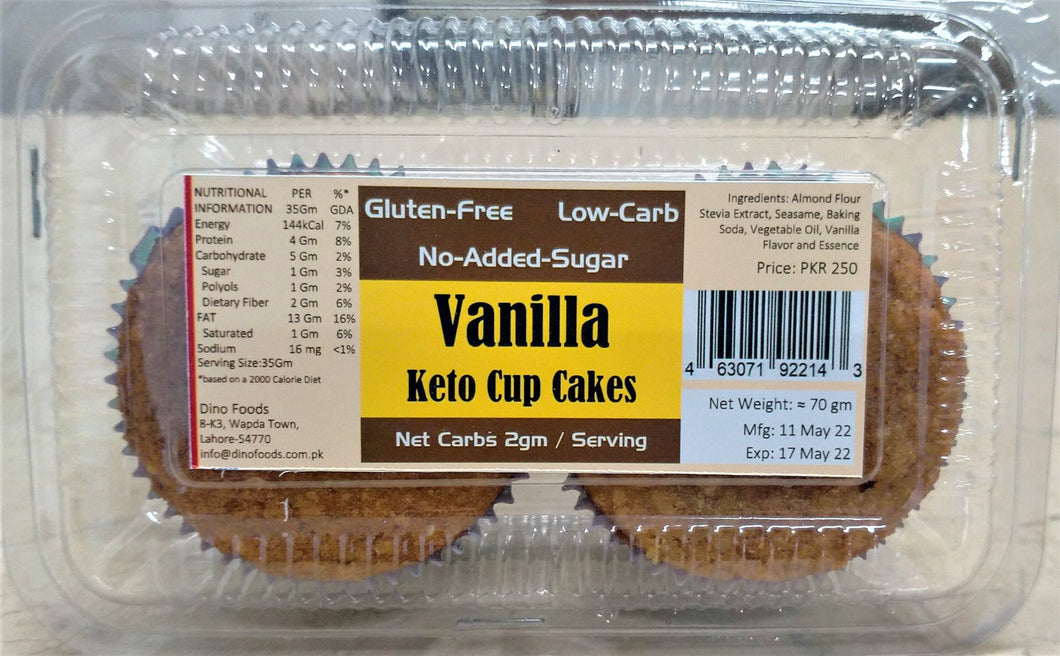 NUTRITIONAL PER %*
INFORMATION 35Gm GDA
Energy 144kCal 7%
Protein 4 Gm 8%
Carbohydrate 5 Gm 2%
Sugar 1 Gm 3%
Polyols 1 Gm 2%
Dietary Fiber 2 Gm 6%
FAT 13 Gm 16%
Saturated 1 Gm 6%
Sodium 16 mg <1%
Serving Size:35Gm
*based on a 2000 Calorie Diet
Dino Foods
8-K3, Wapda Town,
Lahore-54770
info@dinofoods.com.pk
Gluten-Free Low-Carb
No-Added-Sugar
Vanilla
Keto Cup Cakes
Net Carbs 2gm / Serving
Ingredients: Almond Flour
Stevia Extract, Seasame, Baking
Soda, Vegetable Oil, Vanilla
Flavor and Essence
Price: PKR 250
4 63071 92214 3
Net Weight: ≈ 70 gm
Mfg: 11 May 22
Exp: 17 May 22